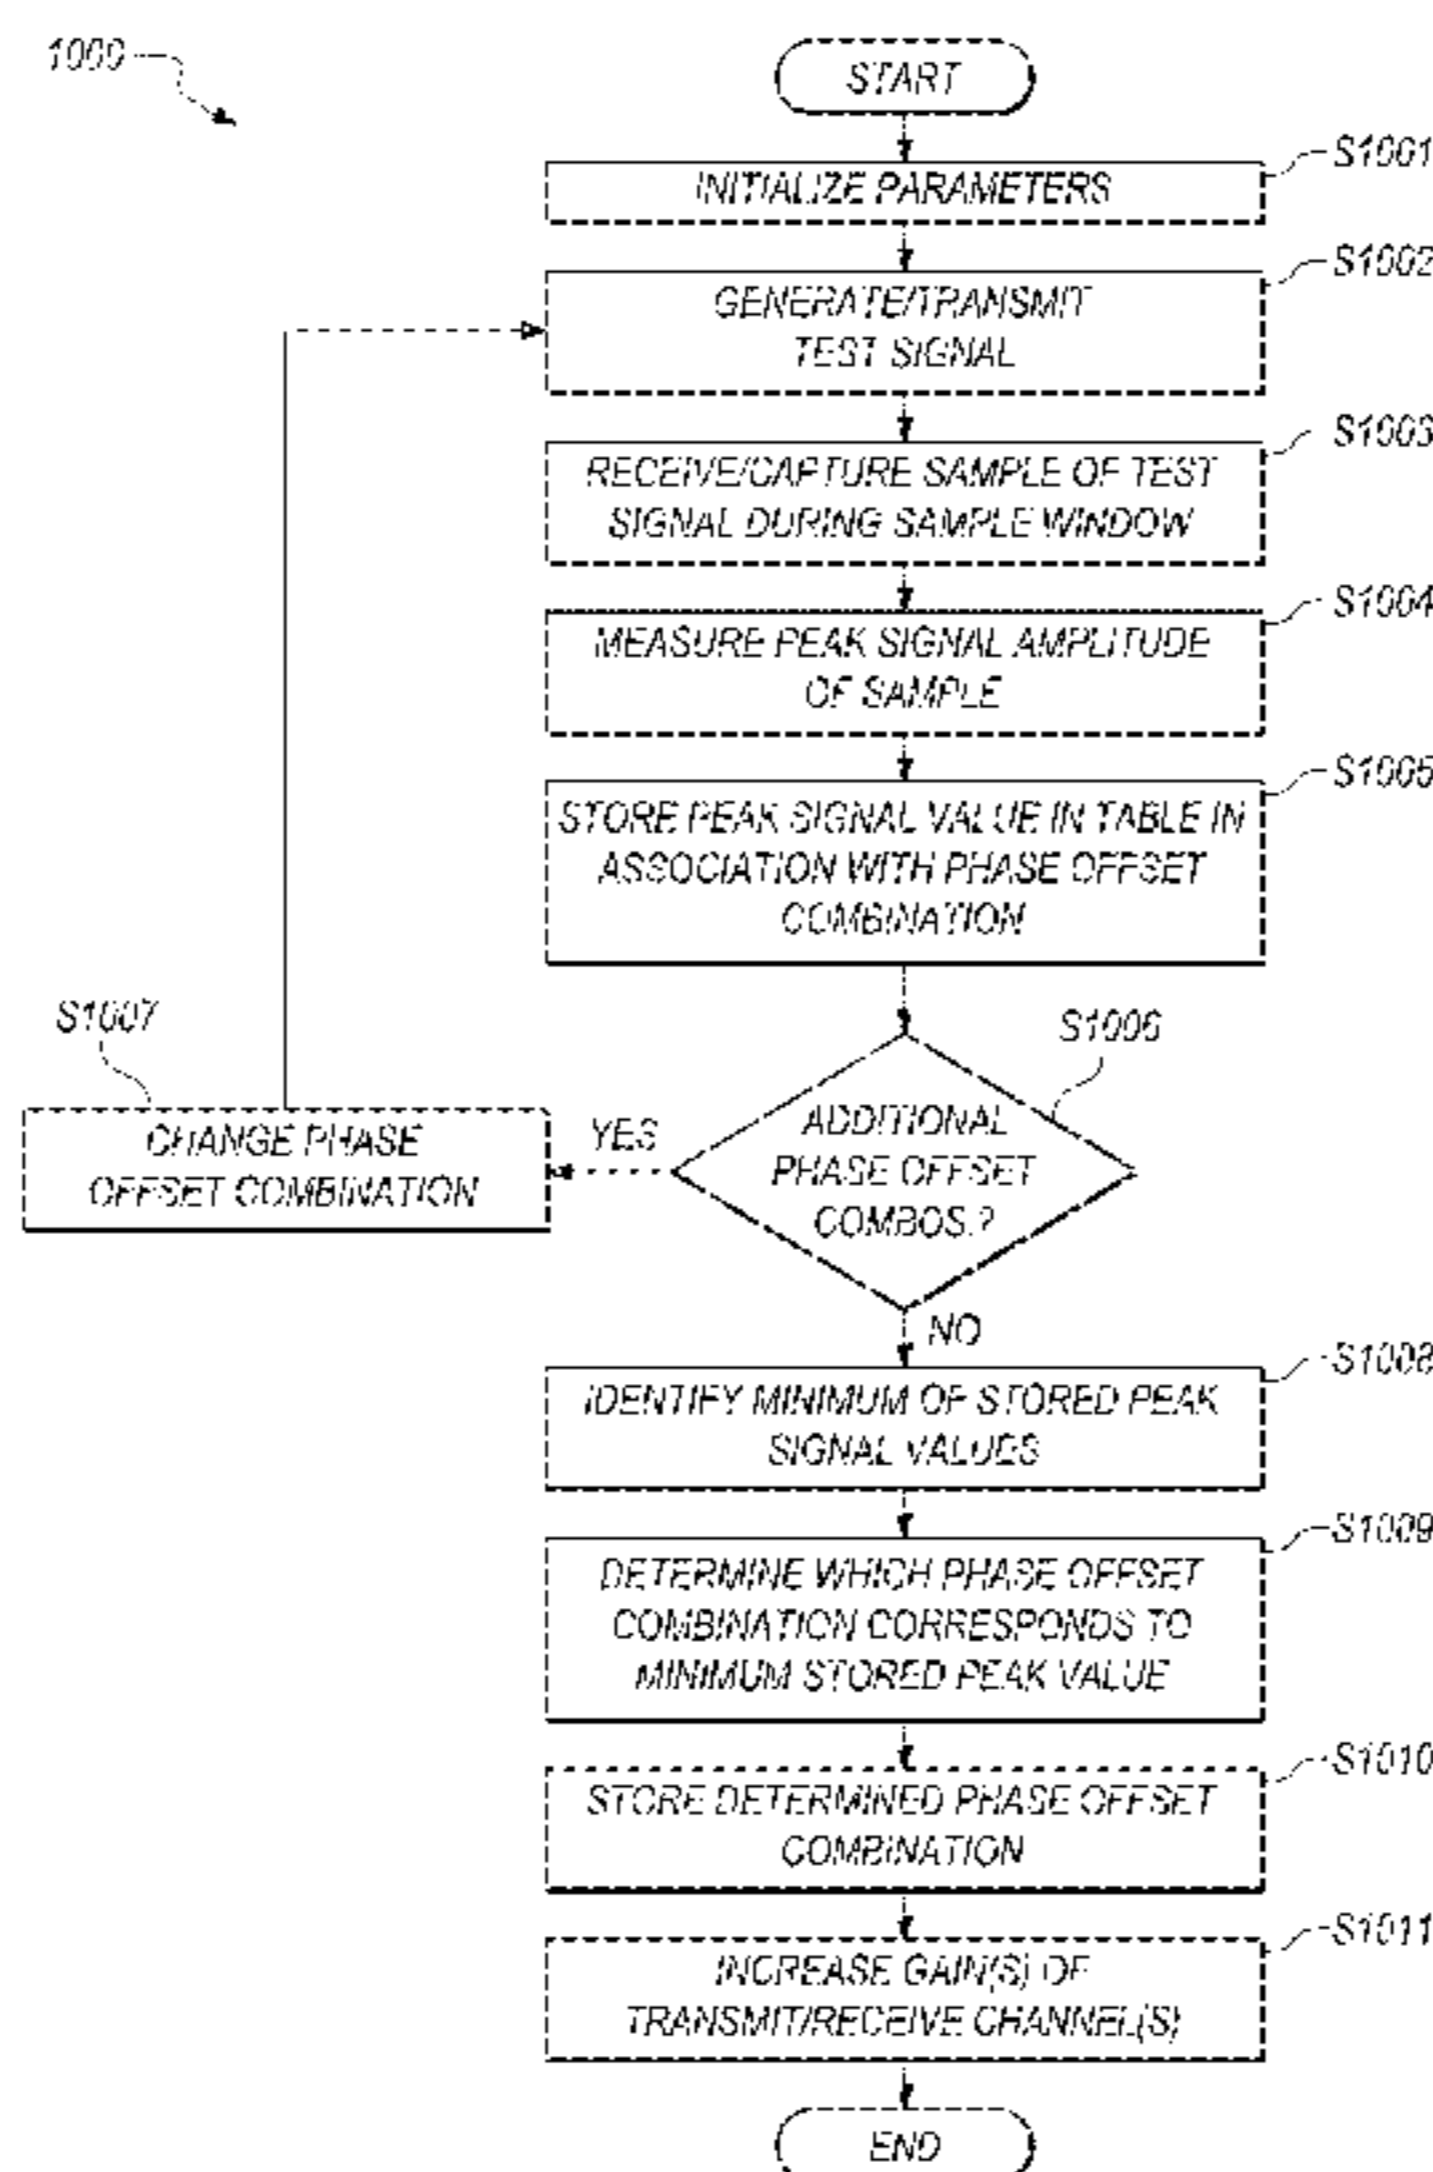 1000
START
S1001
INITIALIZE PARAMETERS
S1002
GENERATE/TRANSMIT
TEST SIGNAL
S1003
RECEIVE/CAPTURE SAMPLE OF TEST
SIGNAL DURING SAMPLE WINDOW
S1004
MEASURE PEAK SIGNAL AMPLITUDE
OF SAMPLE
S1005
STORE PEAK SIGNAL VALUE IN TABLE IN
ASSOCIATION WITH PHASE OFFSET
COMBINATION
S1007
CHANGE PHASE
OFFSET COMBINATION
YES
S1006
ADDITIONAL
PHASE OFFSET
COMBOS.?
NO
S1008
IDENTIFY MINIMUM OF STORED PEAK
SIGNAL VALUES
S1009
DETERMINE WHICH PHASE OFFSET
COMBINATION CORRESPONDS TO
MINIMUM STORED PEAK VALUE
S1010
STORE DETERMINED PHASE OFFSET
COMBINATION
S1011
INCREASE GAIN(S) OF
TRANSMIT/RECEIVE CHANNEL(S)
END